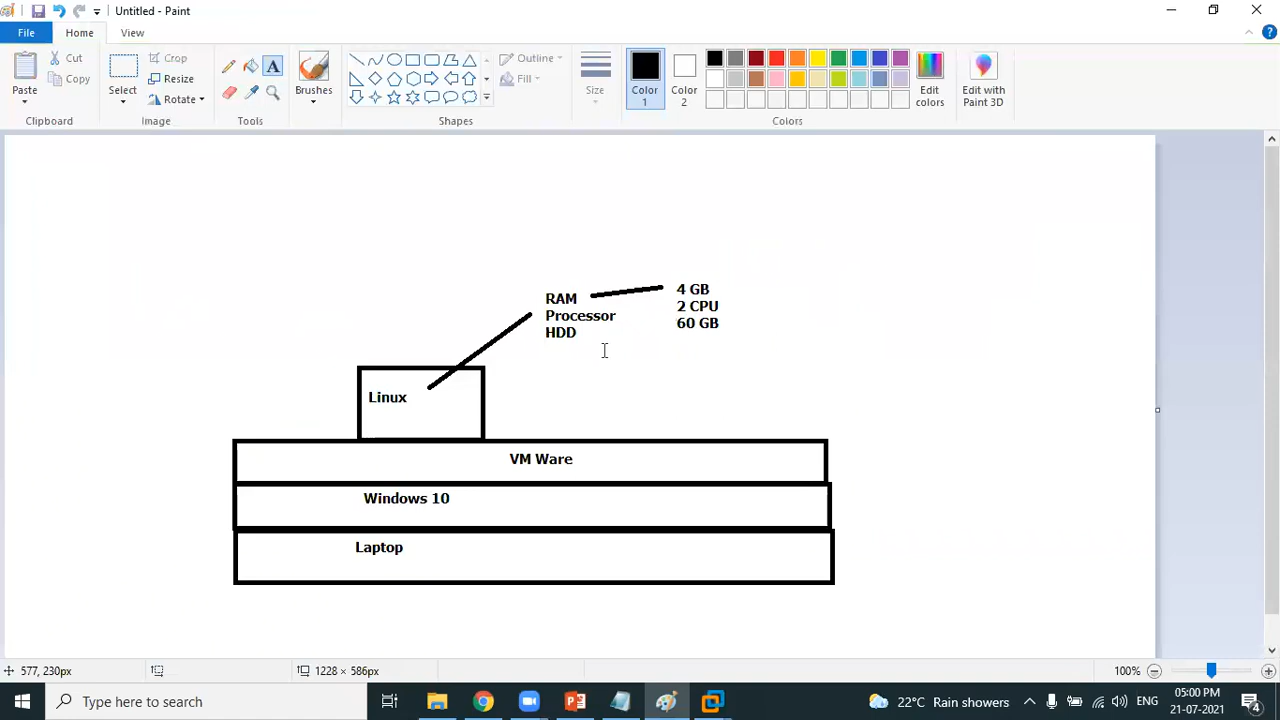 Untitled - Paint
File
Home
View
Paste
Cut
Copy
Clipboard
Select
Crop
Resize
Rotate
Image
A
Tools
Brushes
Shapes
Outline
Fill
Size
Color 1
Color 2
Colors
Edit colors
Edit with Paint 3D
RAM
Processor
HDD
4 GB
2 CPU
60 GB
Linux
VM Ware
Windows 10
Laptop
577, 230px
1228 × 586px
100%
Type here to search
22°C Rain showers
ENG
05:00 PM
21-07-2021
4